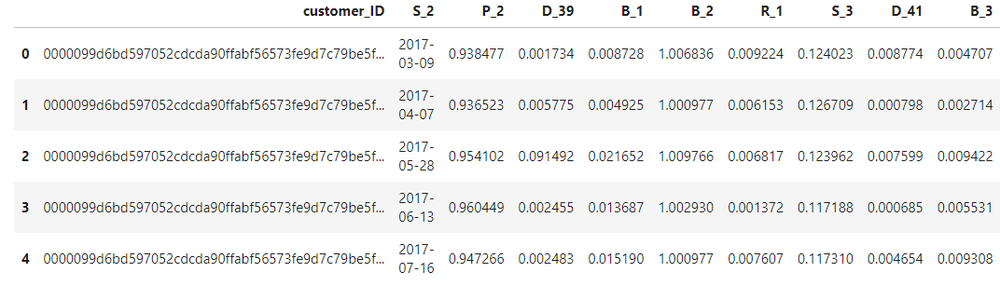 customer_ID S_2 P_2 D_39 B_1 B_2 R_1 S_3 D_41 B_3
0 0000099d6bd597052cdcda90ffabf56573fe9d7c79be5f... 2017-03-09 0.938477 0.001734 0.008728 1.006836 0.009224 0.124023 0.008774 0.004707
1 0000099d6bd597052cdcda90ffabf56573fe9d7c79be5f... 2017-04-07 0.936523 0.005775 0.004925 1.000977 0.006153 0.126709 0.000798 0.002714
2 0000099d6bd597052cdcda90ffabf56573fe9d7c79be5f... 2017-05-28 0.954102 0.091492 0.021652 1.009766 0.006817 0.123962 0.007599 0.009422
3 0000099d6bd597052cdcda90ffabf56573fe9d7c79be5f... 2017-06-13 0.960449 0.002455 0.013687 1.002930 0.001372 0.117188 0.000685 0.005531
4 0000099d6bd597052cdcda90ffabf56573fe9d7c79be5f... 2017-07-16 0.947266 0.002483 0.015190 1.000977 0.007607 0.117310 0.004654 0.009308